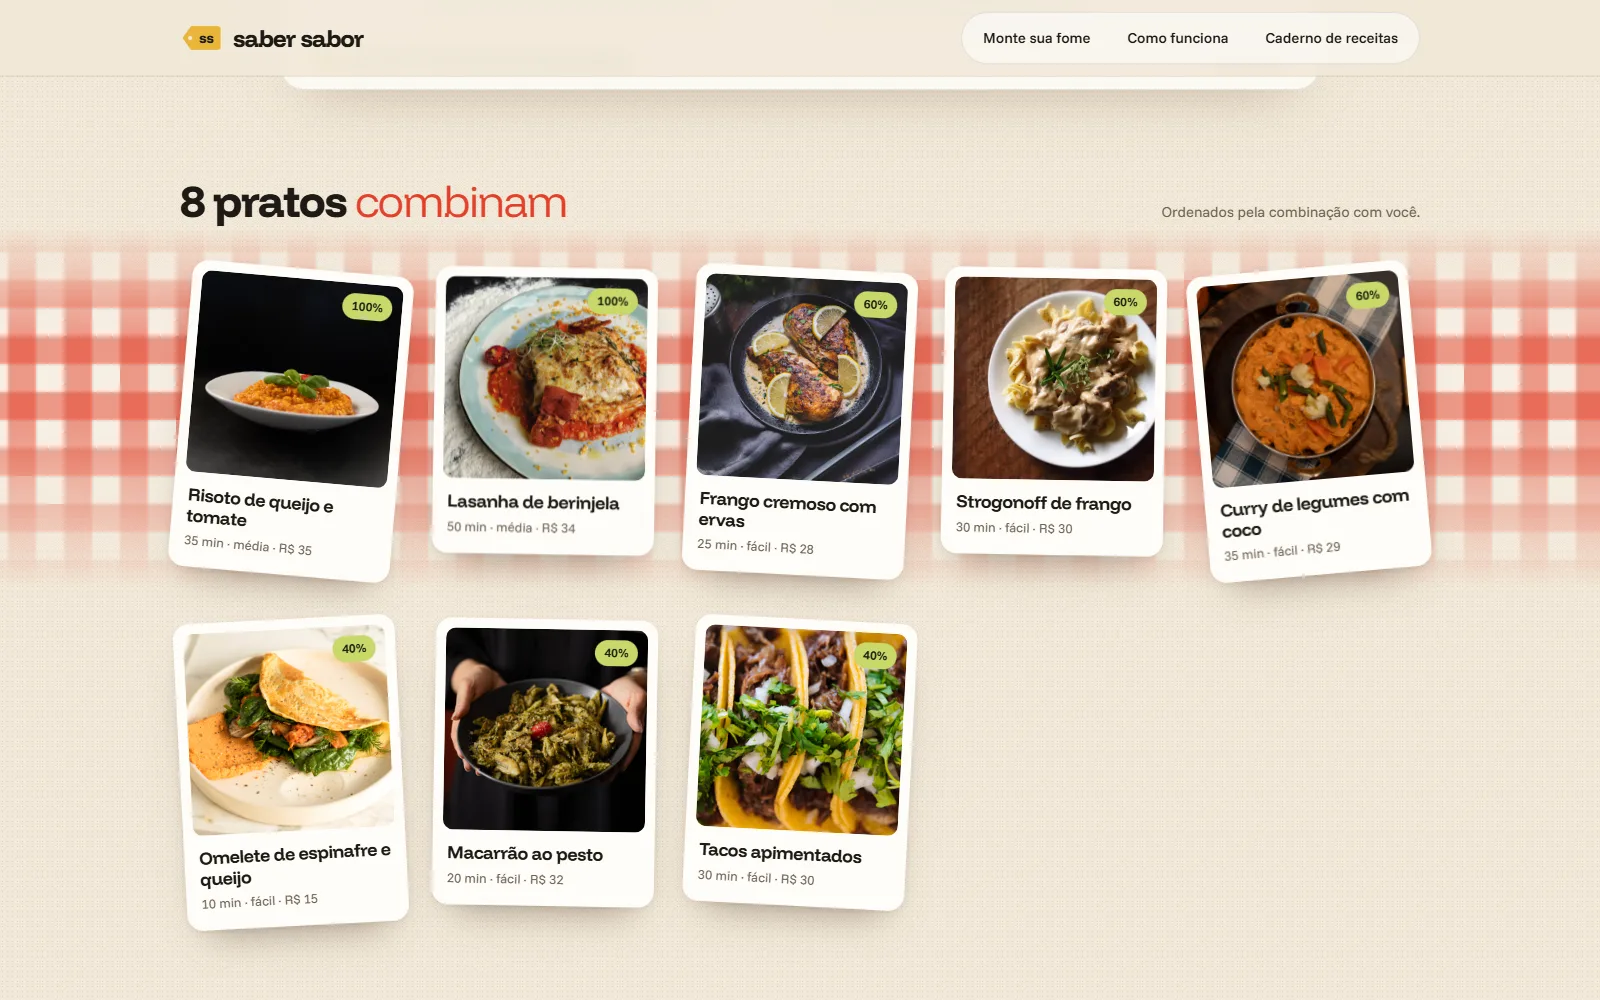 ss
saber sabor
Monte sua fome
Como funciona
Caderno de receitas
8 pratos combinam
Ordenados pela combinação com você.
100%
Risoto de queijo e
tomate
35 min · média · R$ 35
100%
Lasanha de berinjela
50 min · média · R$ 34
60%
Frango cremoso com
ervas
25 min · fácil · R$ 28
60%
Strogonoff de frango
30 min · fácil · R$ 30
60%
Curry de legumes com
coco
35 min · fácil · R$ 29
40%
Omelete de espinafre e
queijo
10 min · fácil · R$ 15
40%
Macarrão ao pesto
20 min · fácil · R$ 32
40%
Tacos apimentados
30 min · fácil · R$ 30